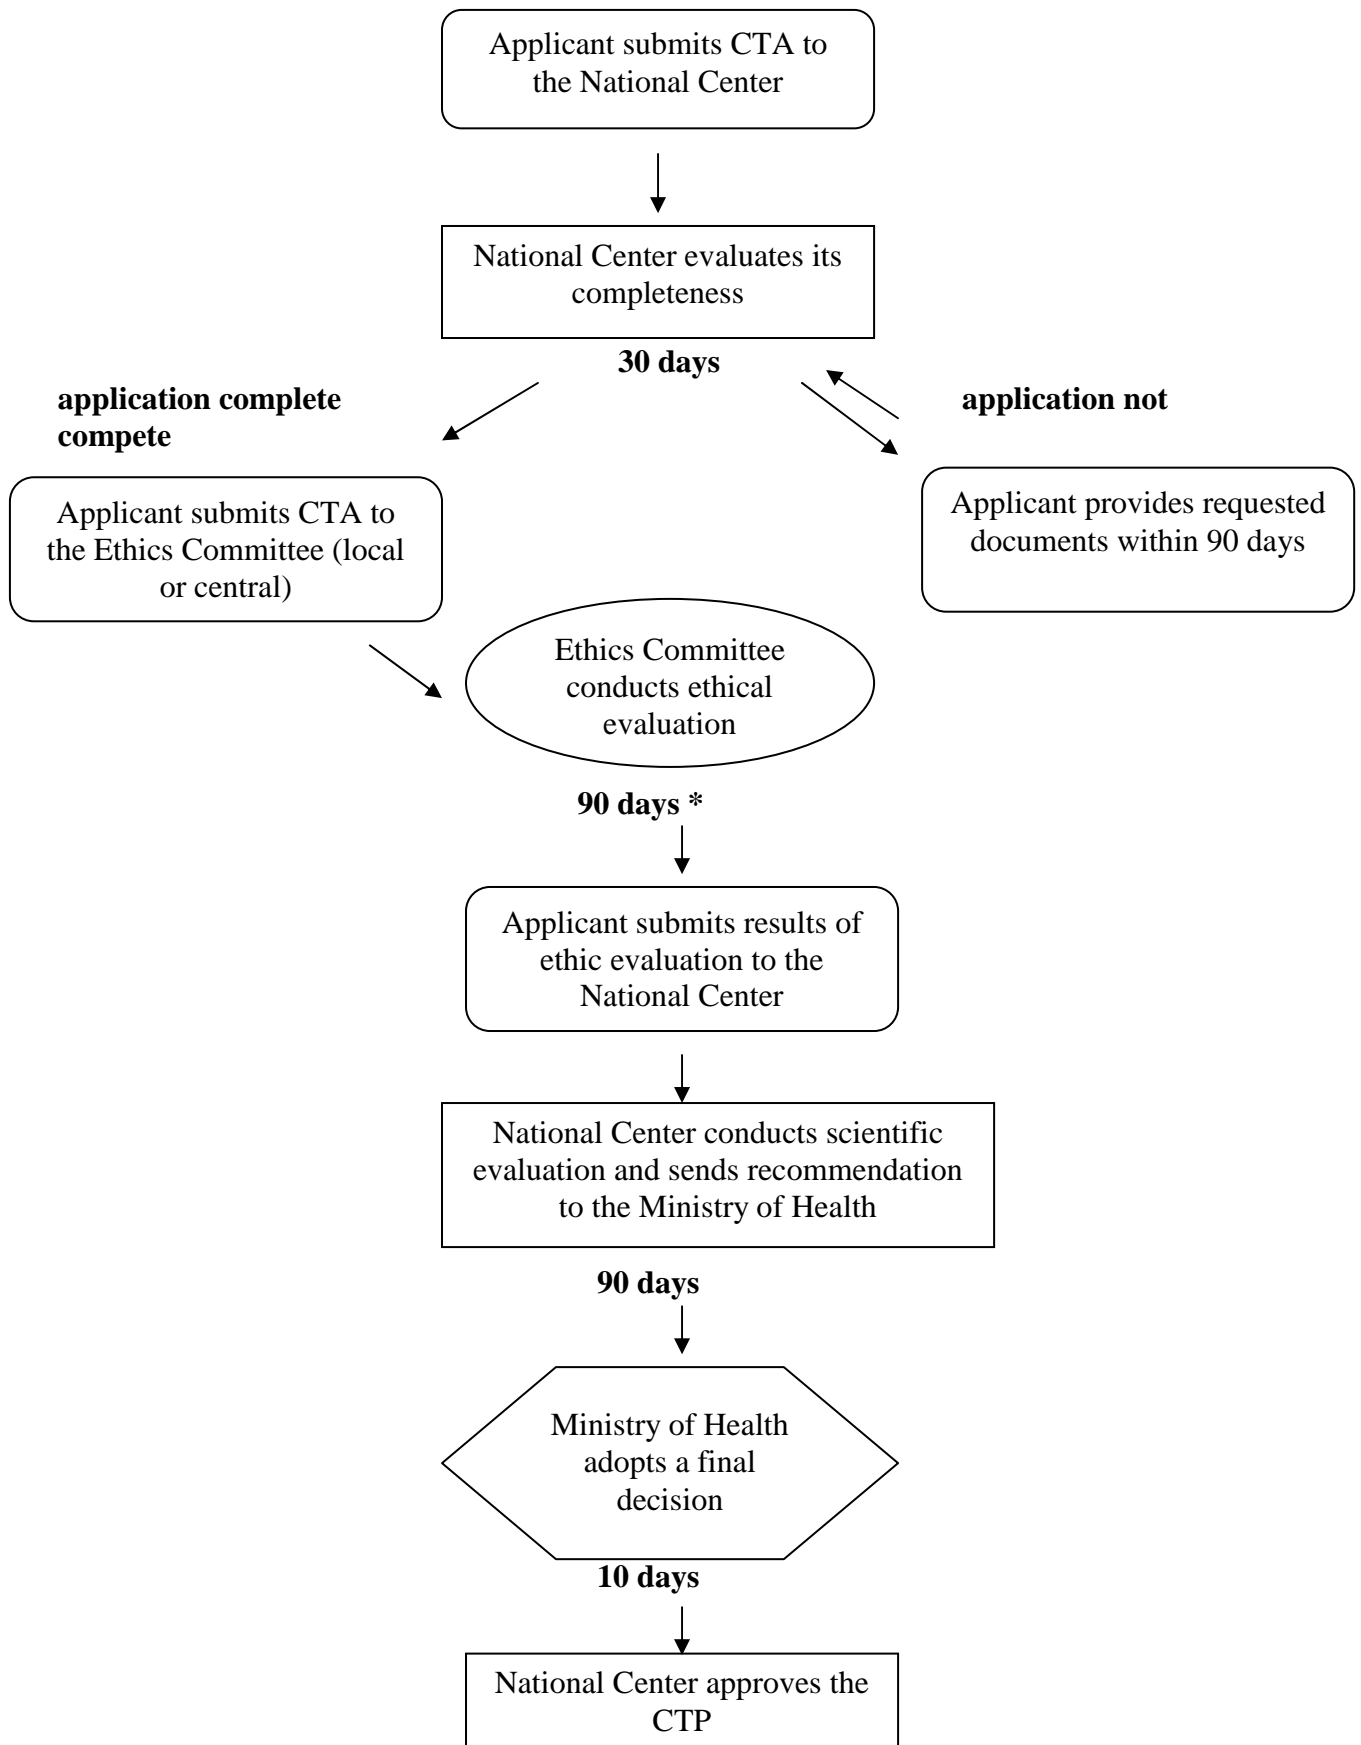 Applicant submits CTA to
the National Center
National Center evaluates its
completeness
30 days
application complete
compete
application not
Applicant submits CTA to
the Ethics Committee (local
or central)
Applicant provides requested
documents within 90 days
Ethics Committee
conducts ethical
evaluation
90 days *
Applicant submits results of
ethic evaluation to the
National Center
National Center conducts scientific
evaluation and sends recommendation
to the Ministry of Health
90 days
Ministry of Health
adopts a final
decision
10 days
National Center approves the
CTP